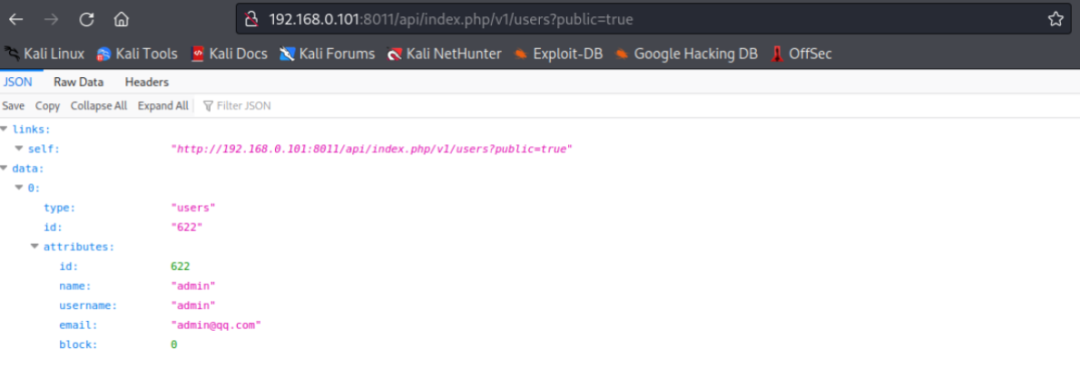 192.168.0.101:8011/api/index.php/v1/users?public=true
Kali Linux Kali Tools Kali Docs Kali Forums Kali NetHunter Exploit-DB Google Hacking DB OffSec
JSON Raw Data Headers
Save Copy Collapse All Expand All Filter JSON
links:
self: "http://192.168.0.101:8011/api/index.php/v1/users?public=true"
data:
0:
type: "users"
id: "622"
attributes:
id: 622
name: "admin"
username: "admin"
email: "admin@qq.com"
block: 0